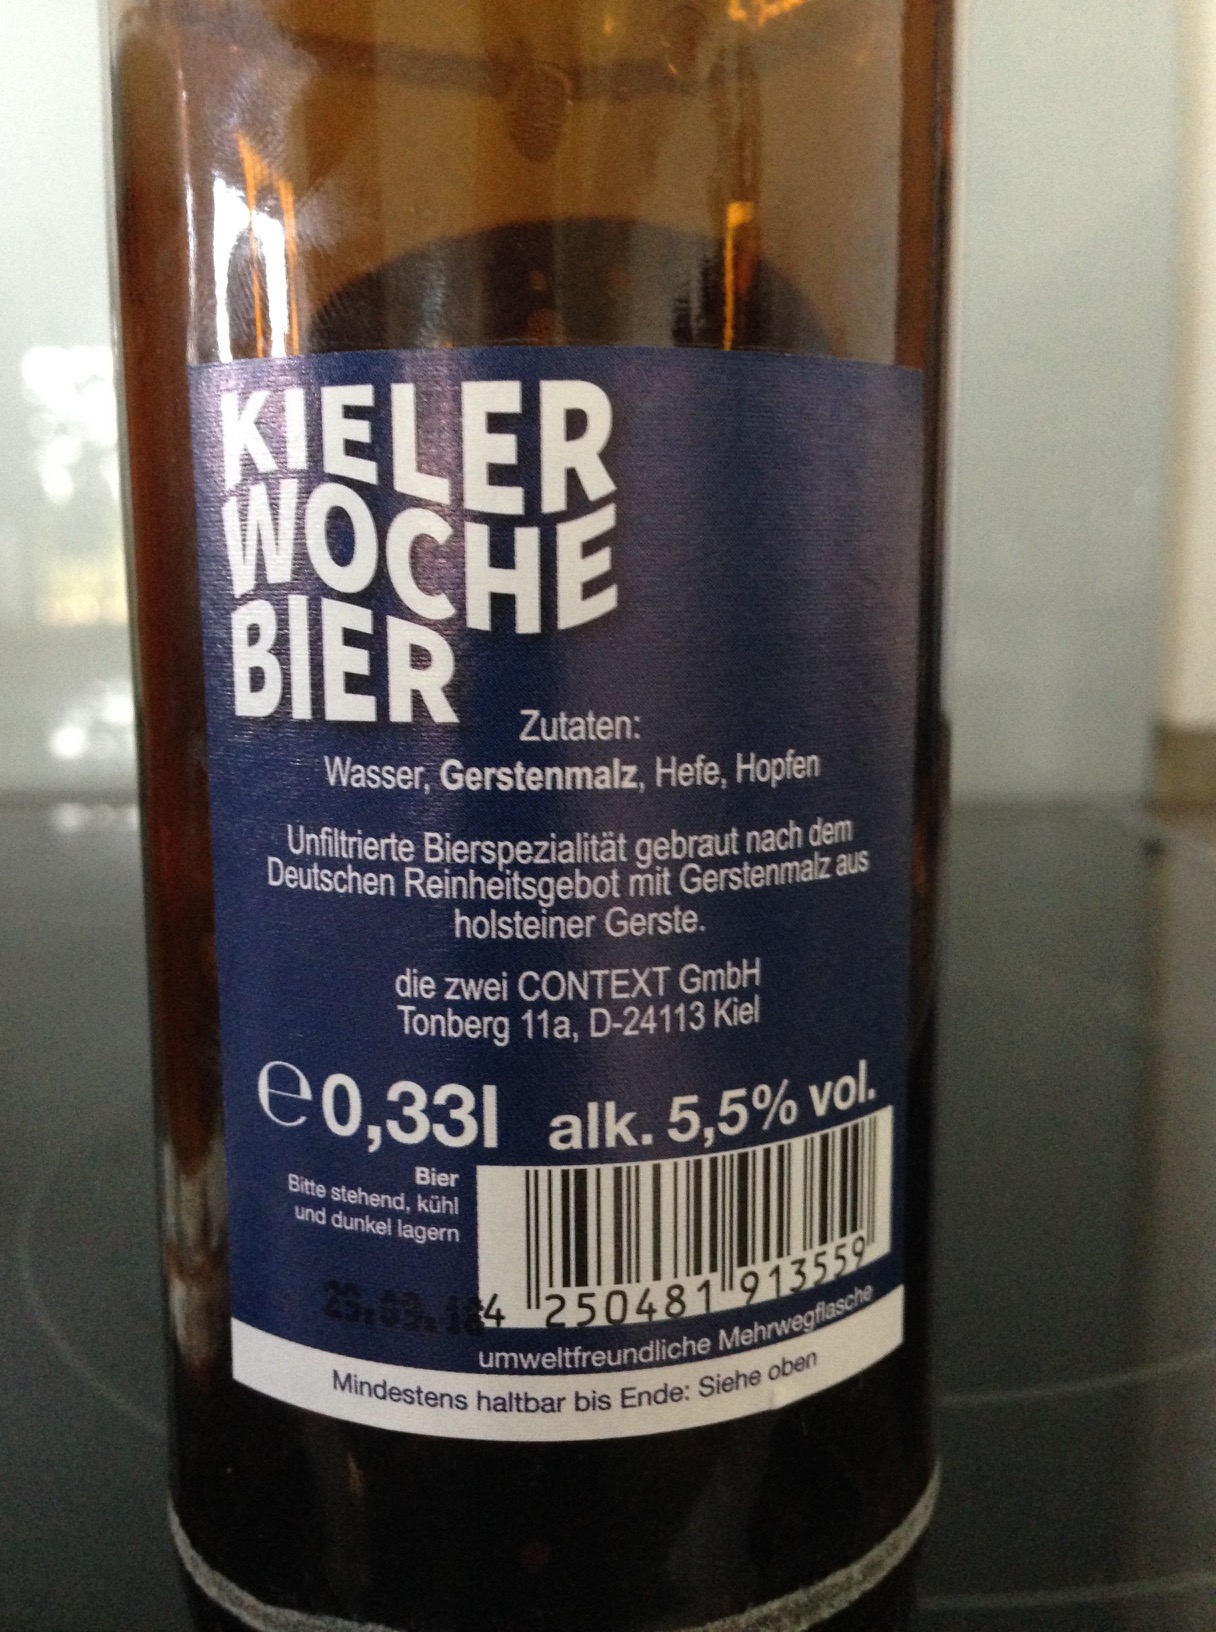 KIELER
WOCHE
BIER
Zutaten:
Wasser, Gerstenmalz, Hefe, Hopfen
Unfiltrierte Bierspezialität gebraut nach dem
Deutschen Reinheitsgebot mit Gerstenmalz aus
holsteiner Gerste.
die zwei CONTEXT GmbH
Tonberg 11a, D-24113 Kiel
℮ 0,33l alk. 5,5% vol.
Bier
Bitte stehend, kühl
und dunkel lagern
4 250481 913559
umweltfreundliche Mehrwegflasche
Mindestens haltbar bis Ende: Siehe oben